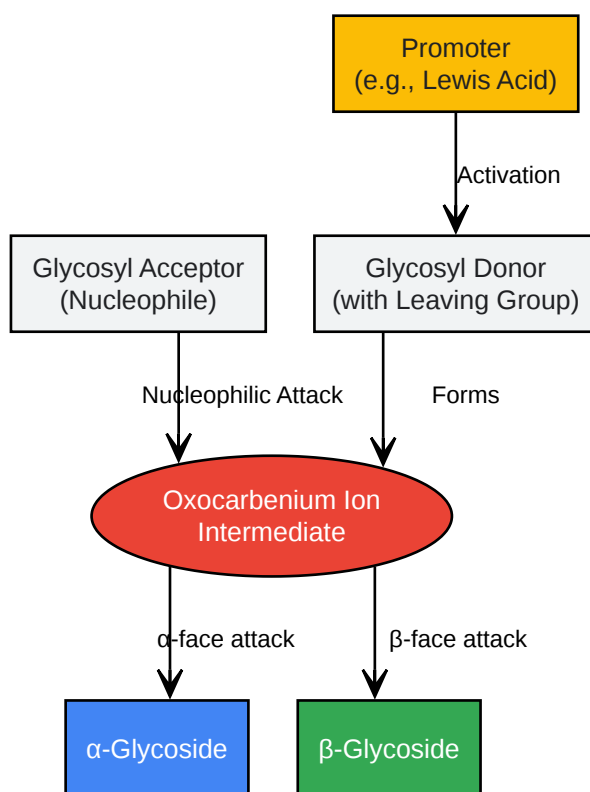 Promoter
(e.g., Lewis Acid)
Activation
Glycosyl Acceptor
(Nucleophile)
Glycosyl Donor
(with Leaving Group)
Nucleophilic Attack
Forms
Oxocarbenium Ion
Intermediate
α-face attack
β-face attack
α-Glycoside
β-Glycoside